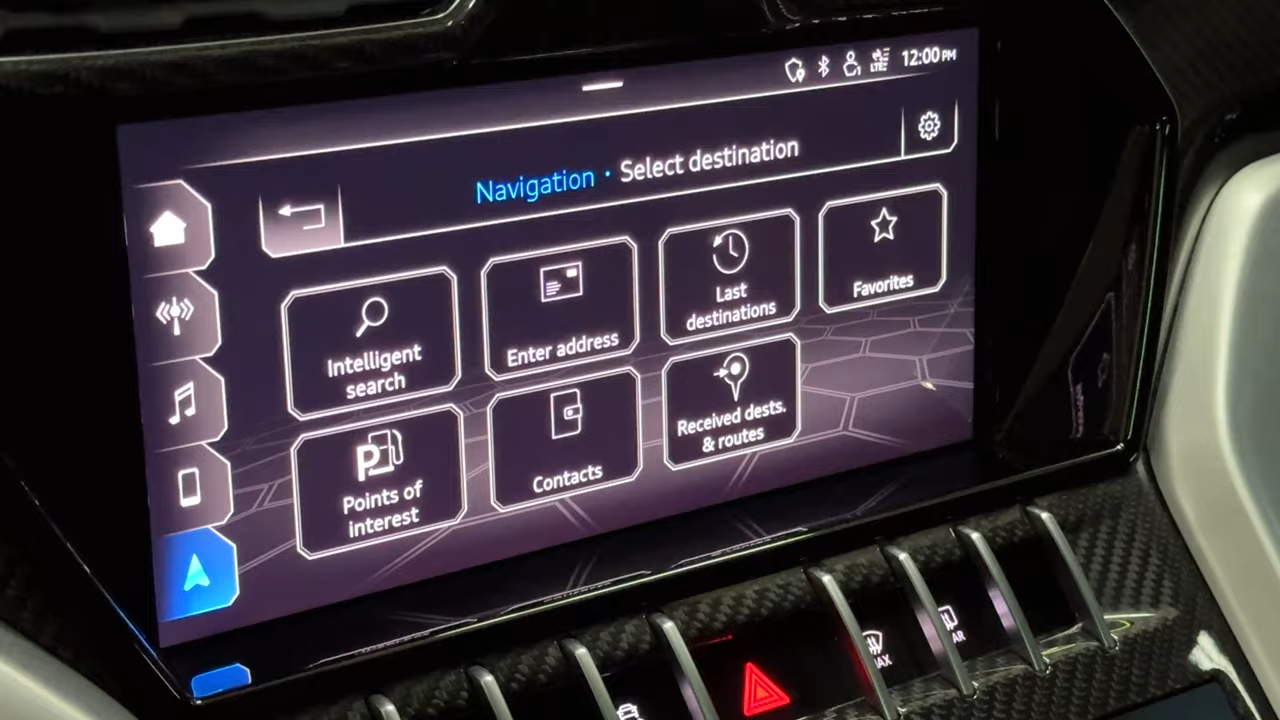 LTE
12:00 PM
Navigation · Select destination
Intelligent
search
Enter address
Last
destinations
Favorites
P
Points of
interest
Contacts
Received dests.
& routes